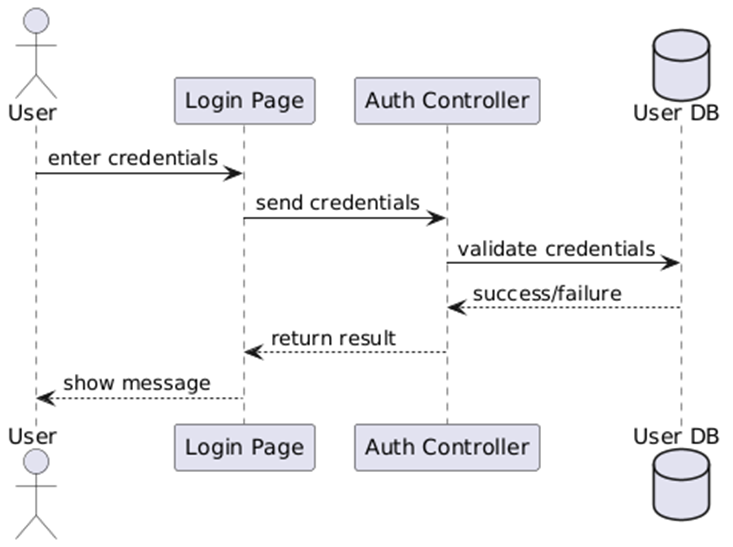 User
Login Page
Auth Controller
User DB
enter credentials
send credentials
validate credentials
success/failure
return result
show message
User
Login Page
Auth Controller
User DB